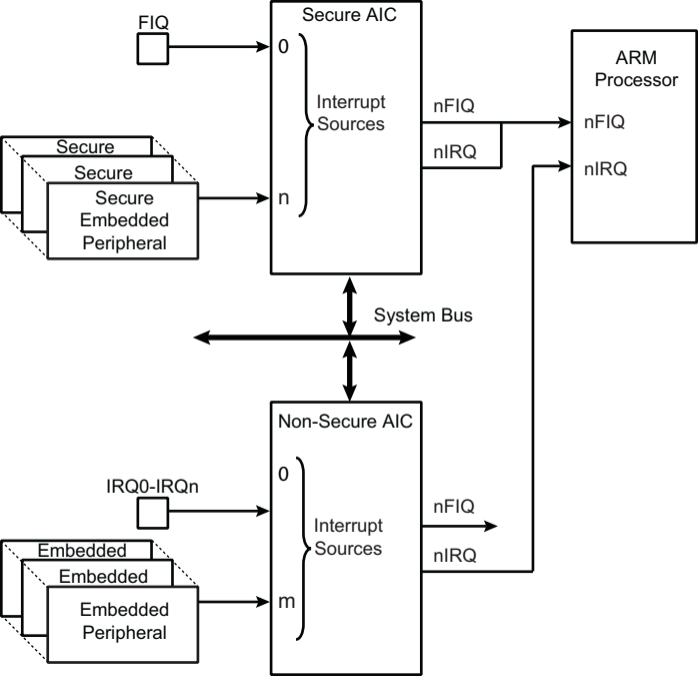 FIQ
Secure AIC
0
Interrupt
Sources
n
nFIQ
nIRQ
ARM
Processor
nFIQ
nIRQ
Secure
Secure
Secure
Embedded
Peripheral
System Bus
Non-Secure AIC
0
IRQ0-IRQn
Interrupt
Sources
m
nFIQ
nIRQ
Embedded
Embedded
Embedded
Peripheral